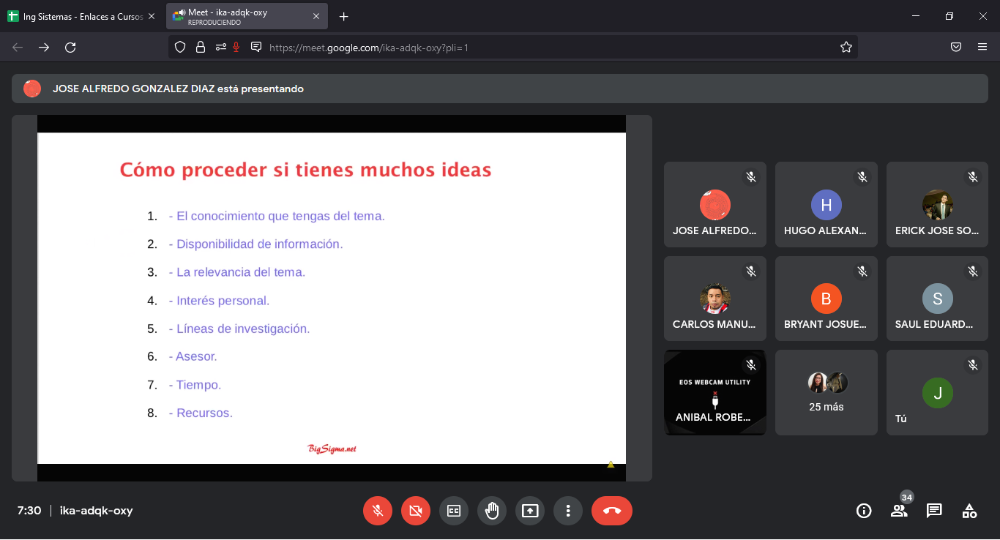 Ing Sistemas - Enlaces a Cursos
Meet - ika-adqk-oxy
REPRODUCIENDO
https://meet.google.com/ika-adqk-oxy?pli=1
JOSE ALFREDO GONZALEZ DIAZ está presentando
Cómo proceder si tienes muchos ideas
1. - El conocimiento que tengas del tema.
2. - Disponibilidad de información.
3. - La relevancia del tema.
4. - Interés personal.
5. - Líneas de investigación.
6. - Asesor.
7. - Tiempo.
8. - Recursos.
BigSigma.net
JOSE ALFREDO...
H
HUGO ALEXAN...
ERICK JOSE SO...
CARLOS MANU...
B
BRYANT JOSUE...
S
SAUL EDUARD...
EOS WEBCAM UTILITY
ANIBAL ROBE...
25 más
J
Tú
7:30 | ika-adqk-oxy
34